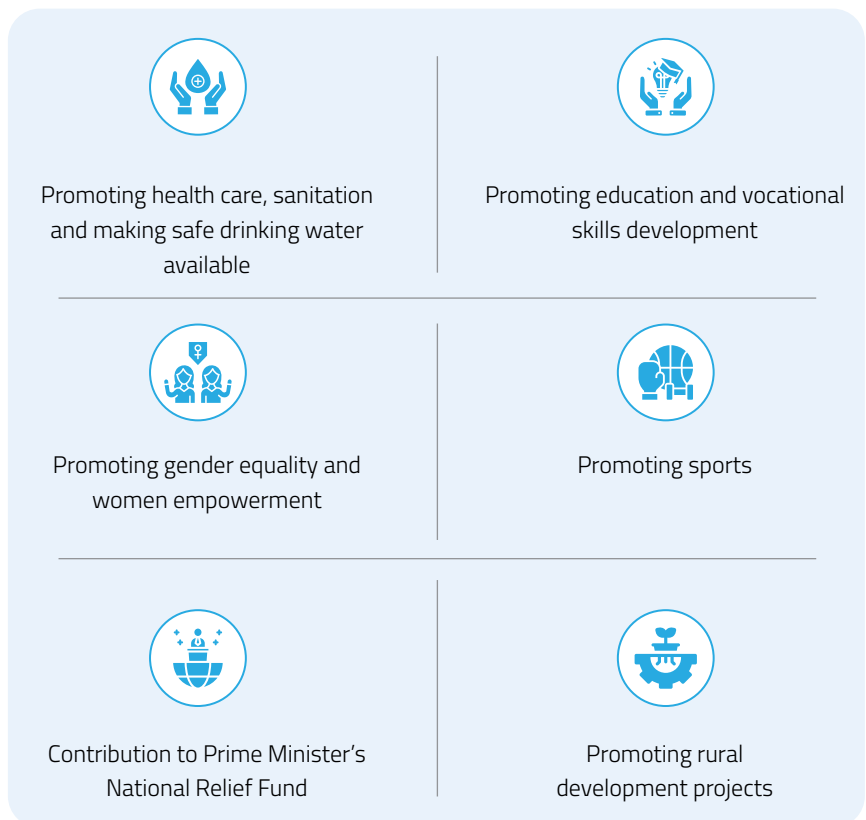 Promoting health care, sanitation
and making safe drinking water
available
Promoting education and vocational
skills development
Promoting gender equality and
women empowerment
Promoting sports
Contribution to Prime Minister’s
National Relief Fund
Promoting rural
development projects